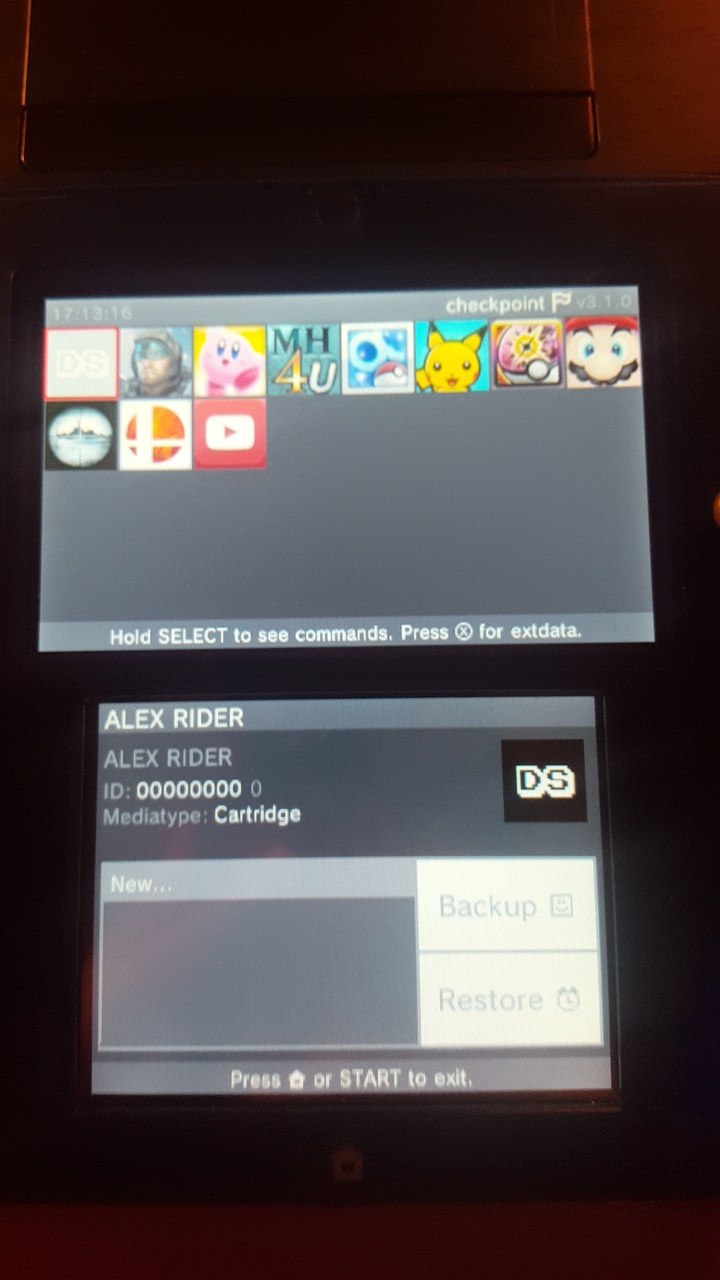 17:13:16 checkpoint v3.1.0
DS
MH
4U
Hold SELECT to see commands. Press Ⓧ for extdata.
ALEX RIDER
ALEX RIDER
DS
ID: 00000000 0
Mediatype: Cartridge
New...
Backup
Restore
Press or START to exit.